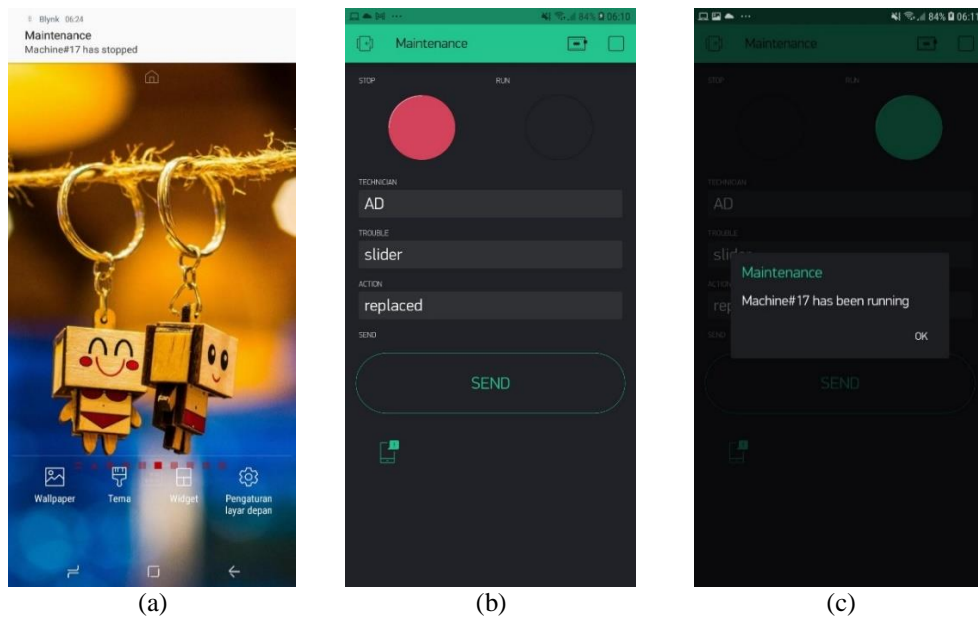 Blynk 06:24
Maintenance
Machine#17 has stopped
Wallpaper
Tema
Widget
Pengaturan
layar depan
(a)
84% 06:10
Maintenance
STOP
RUN
TECHNICIAN
AD
TROUBLE
slider
ACTION
replaced
SEND
SEND
(b)
84% 06:11
Maintenance
STOP
RUN
TECHNICIAN
AD
TROUBLE
Maintenance
Machine#17 has been running
OK
SEND
SEND
(c)